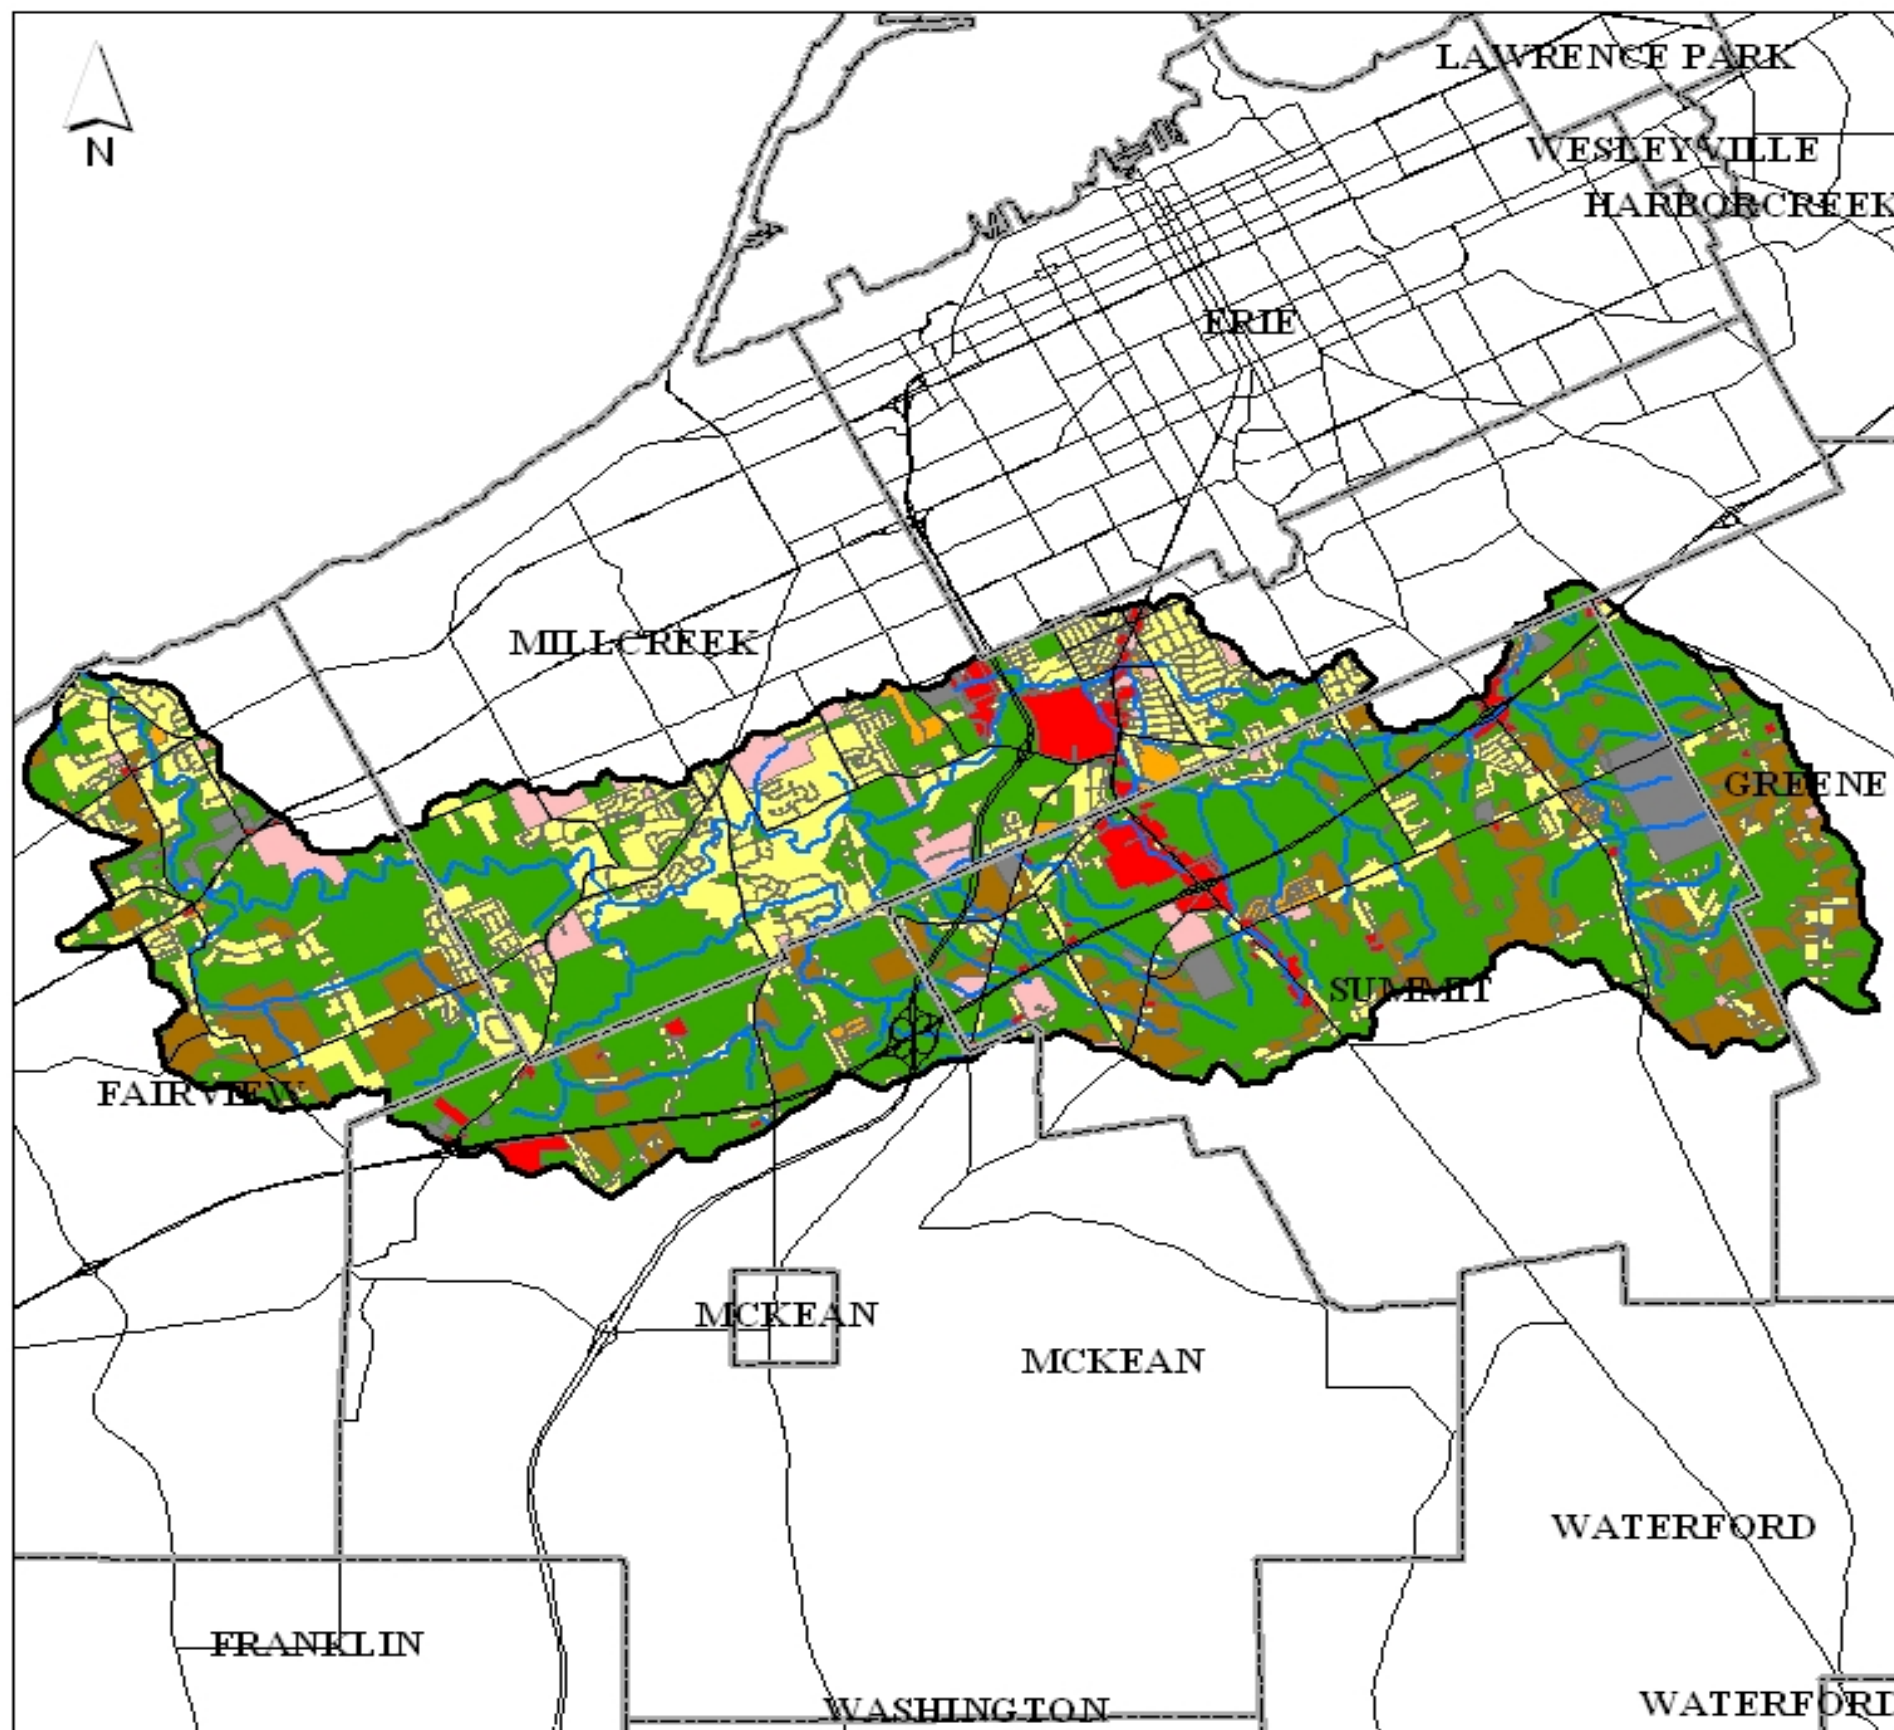 LAWRENCE PARK
N
WESLEYVILLE
HARBORCREEK
ERIE
MILLCREEK
GREENE
SUMMIT
FAIRVIEW
MCKEAN
MCKEAN
WATERFORD
FRANKLIN
WASHINGTON
WATERFORD